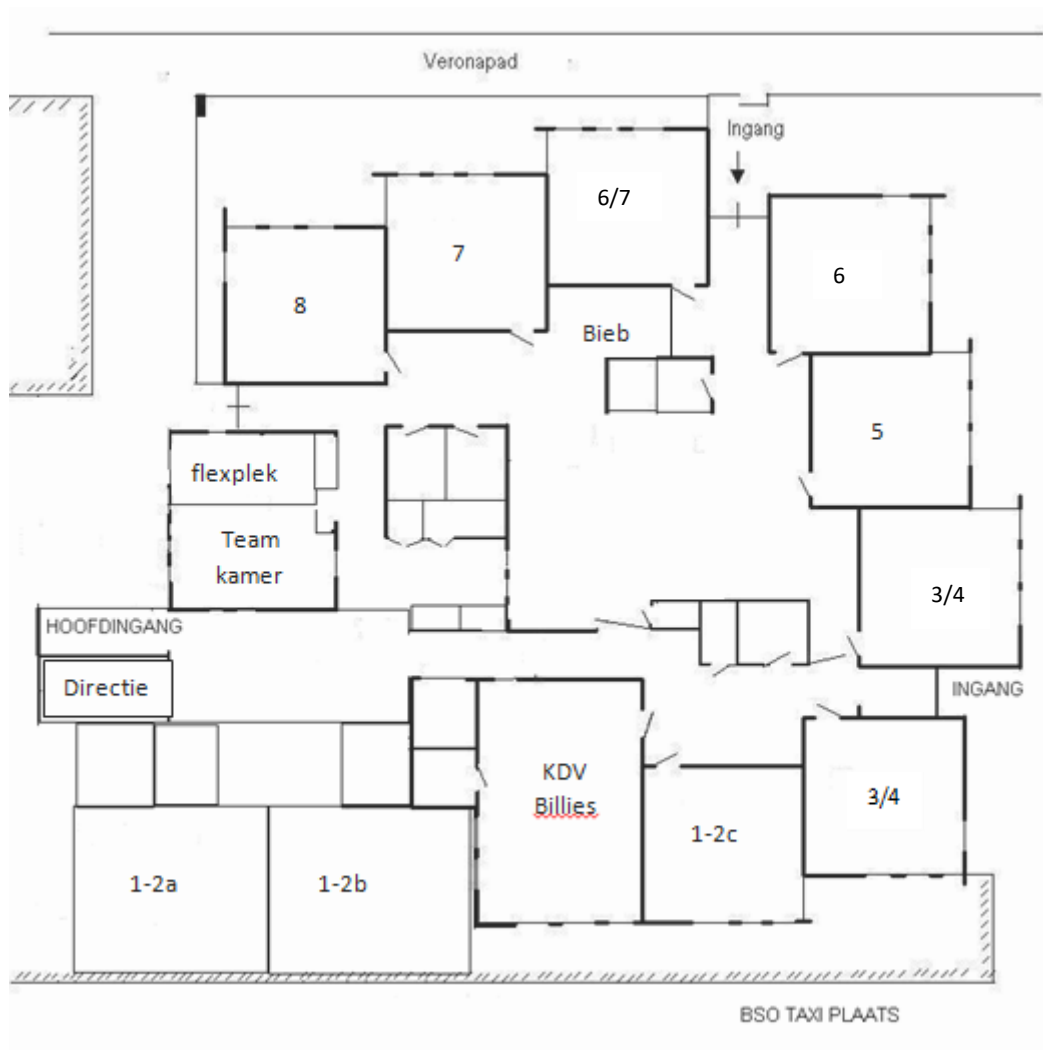 Veronapad
Ingang
6/7
7
6
8
Bieb
5
flexplek
Team
kamer
3/4
HOOFDINGANG
Directie
INGANG
KDV
Billies
3/4
1-2c
1-2a
1-2b
BSO TAXI PLAATS